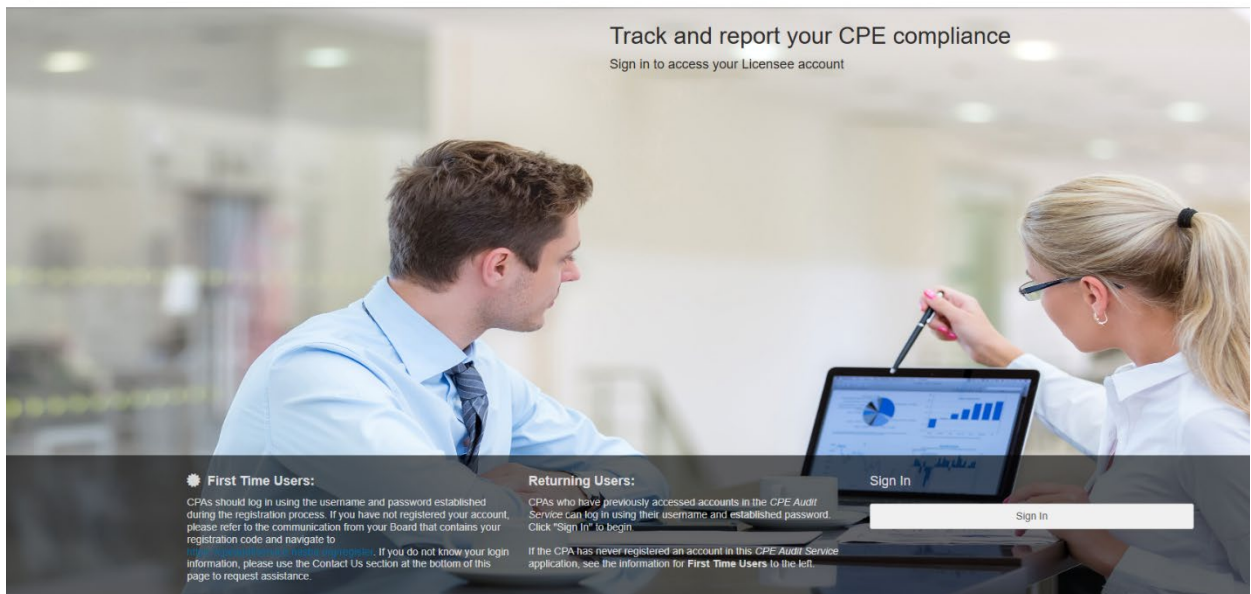 Track and report your CPE compliance
Sign in to access your Licensee account
First Time Users:
CPAs should log in using the username and password established
during the registration process. If you have not registered your account,
please refer to the communication from your Board that contains your
registration code and navigate to
. If you do not know your login
information, please use the Contact Us section at the bottom of this
page to request assistance.
Returning Users:
CPAs who have previously accessed accounts in the CPE Audit
Service can log in using their username and established password.
Click "Sign In" to begin.
If the CPA has never registered an account in this CPE Audit Service
application, see the information for First Time Users to the left.
Sign In
Sign In